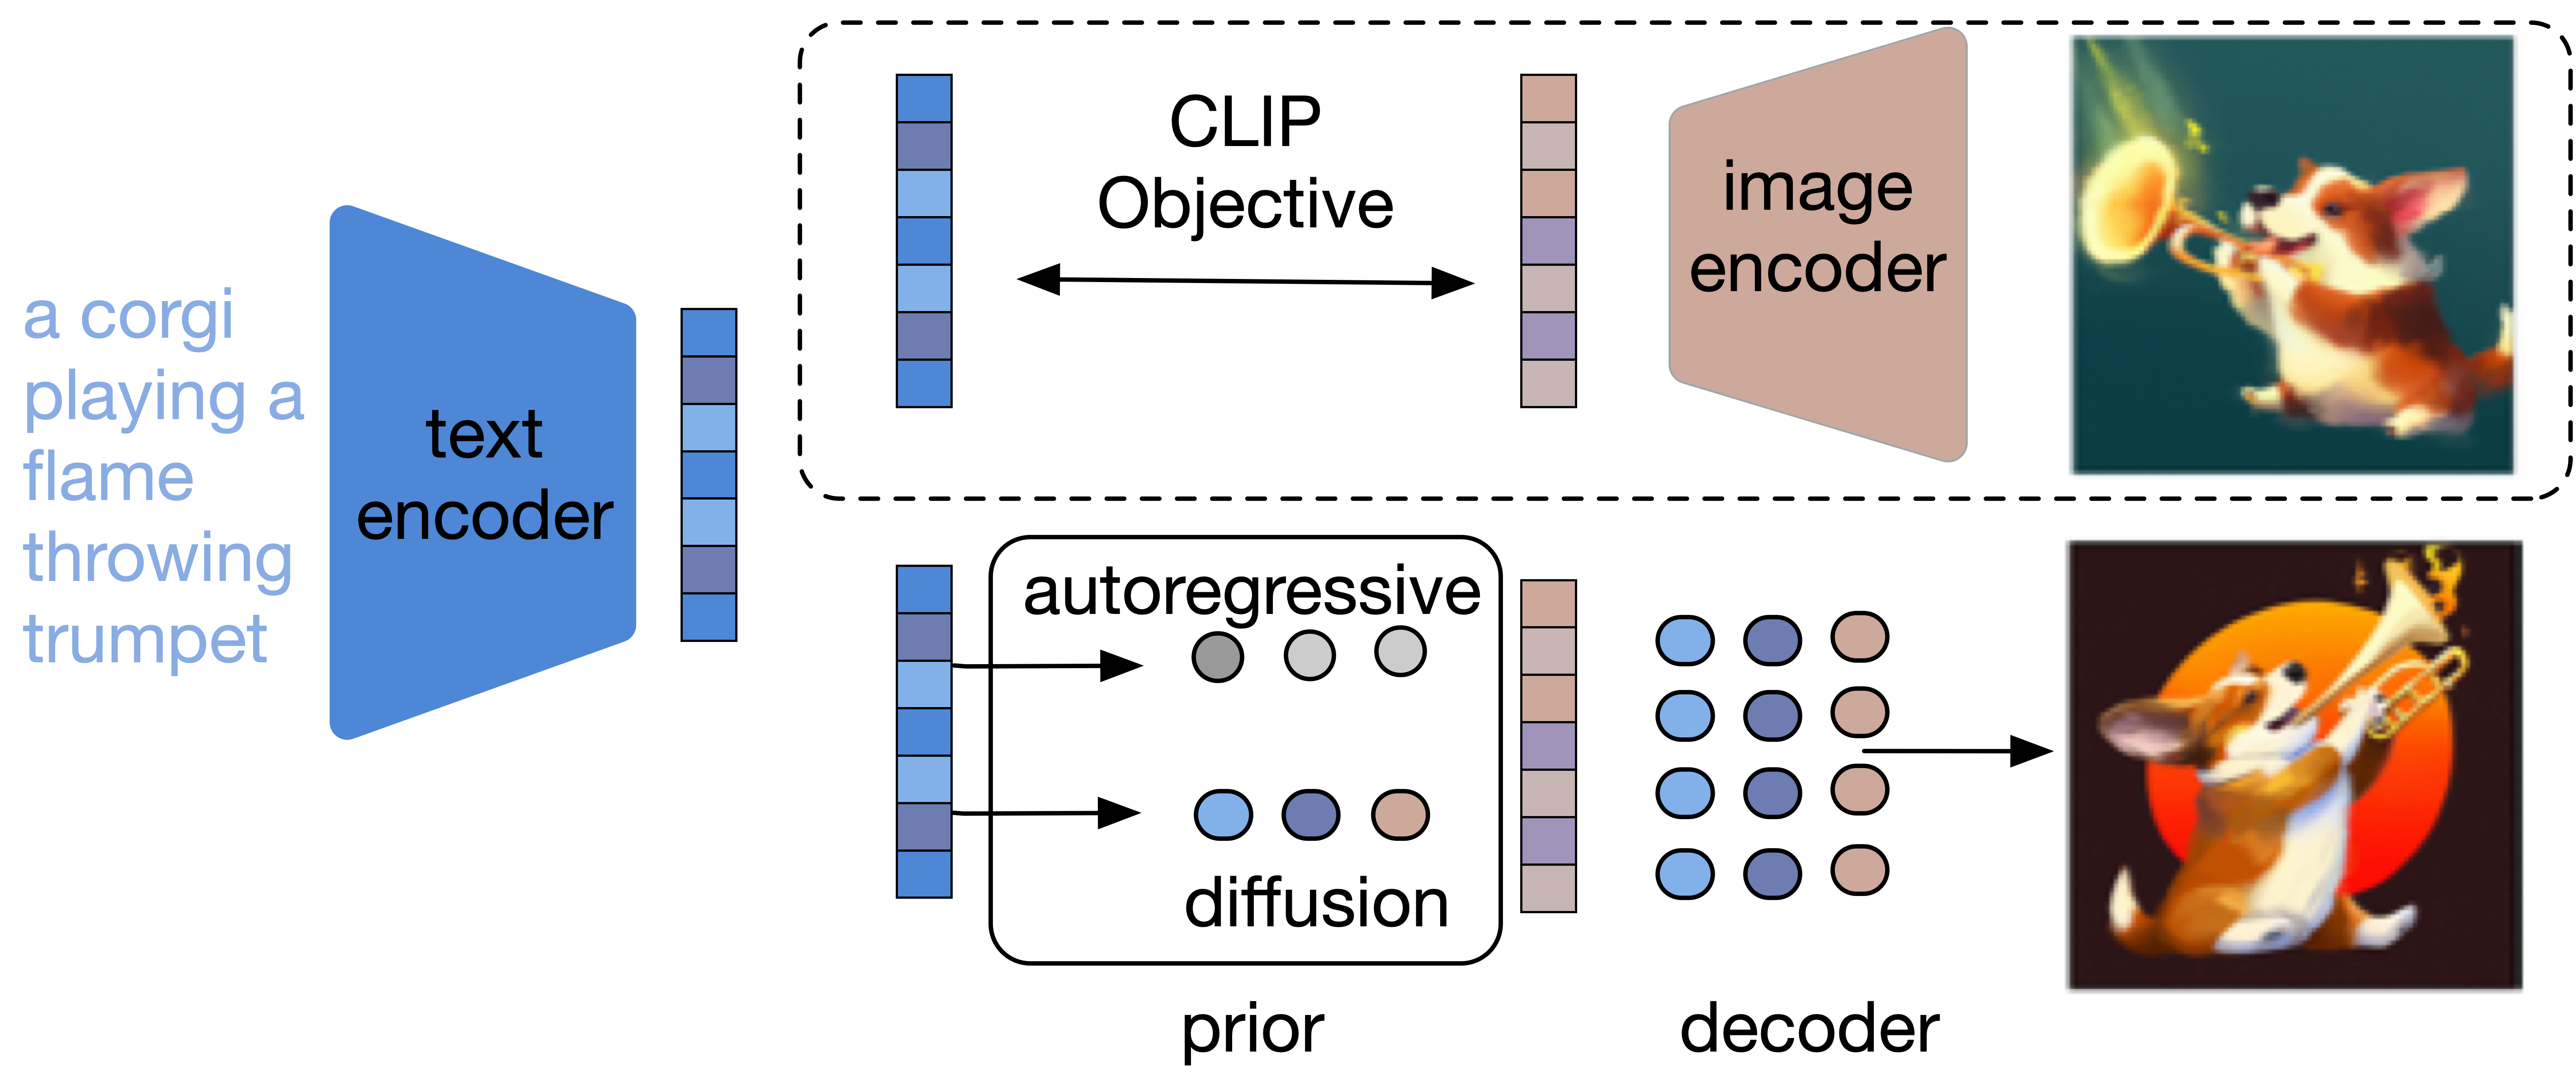 a corgi
playing a
flame
throwing
trumpet
text
encoder
CLIP
Objective
image
encoder
autoregressive
diffusion
prior
decoder